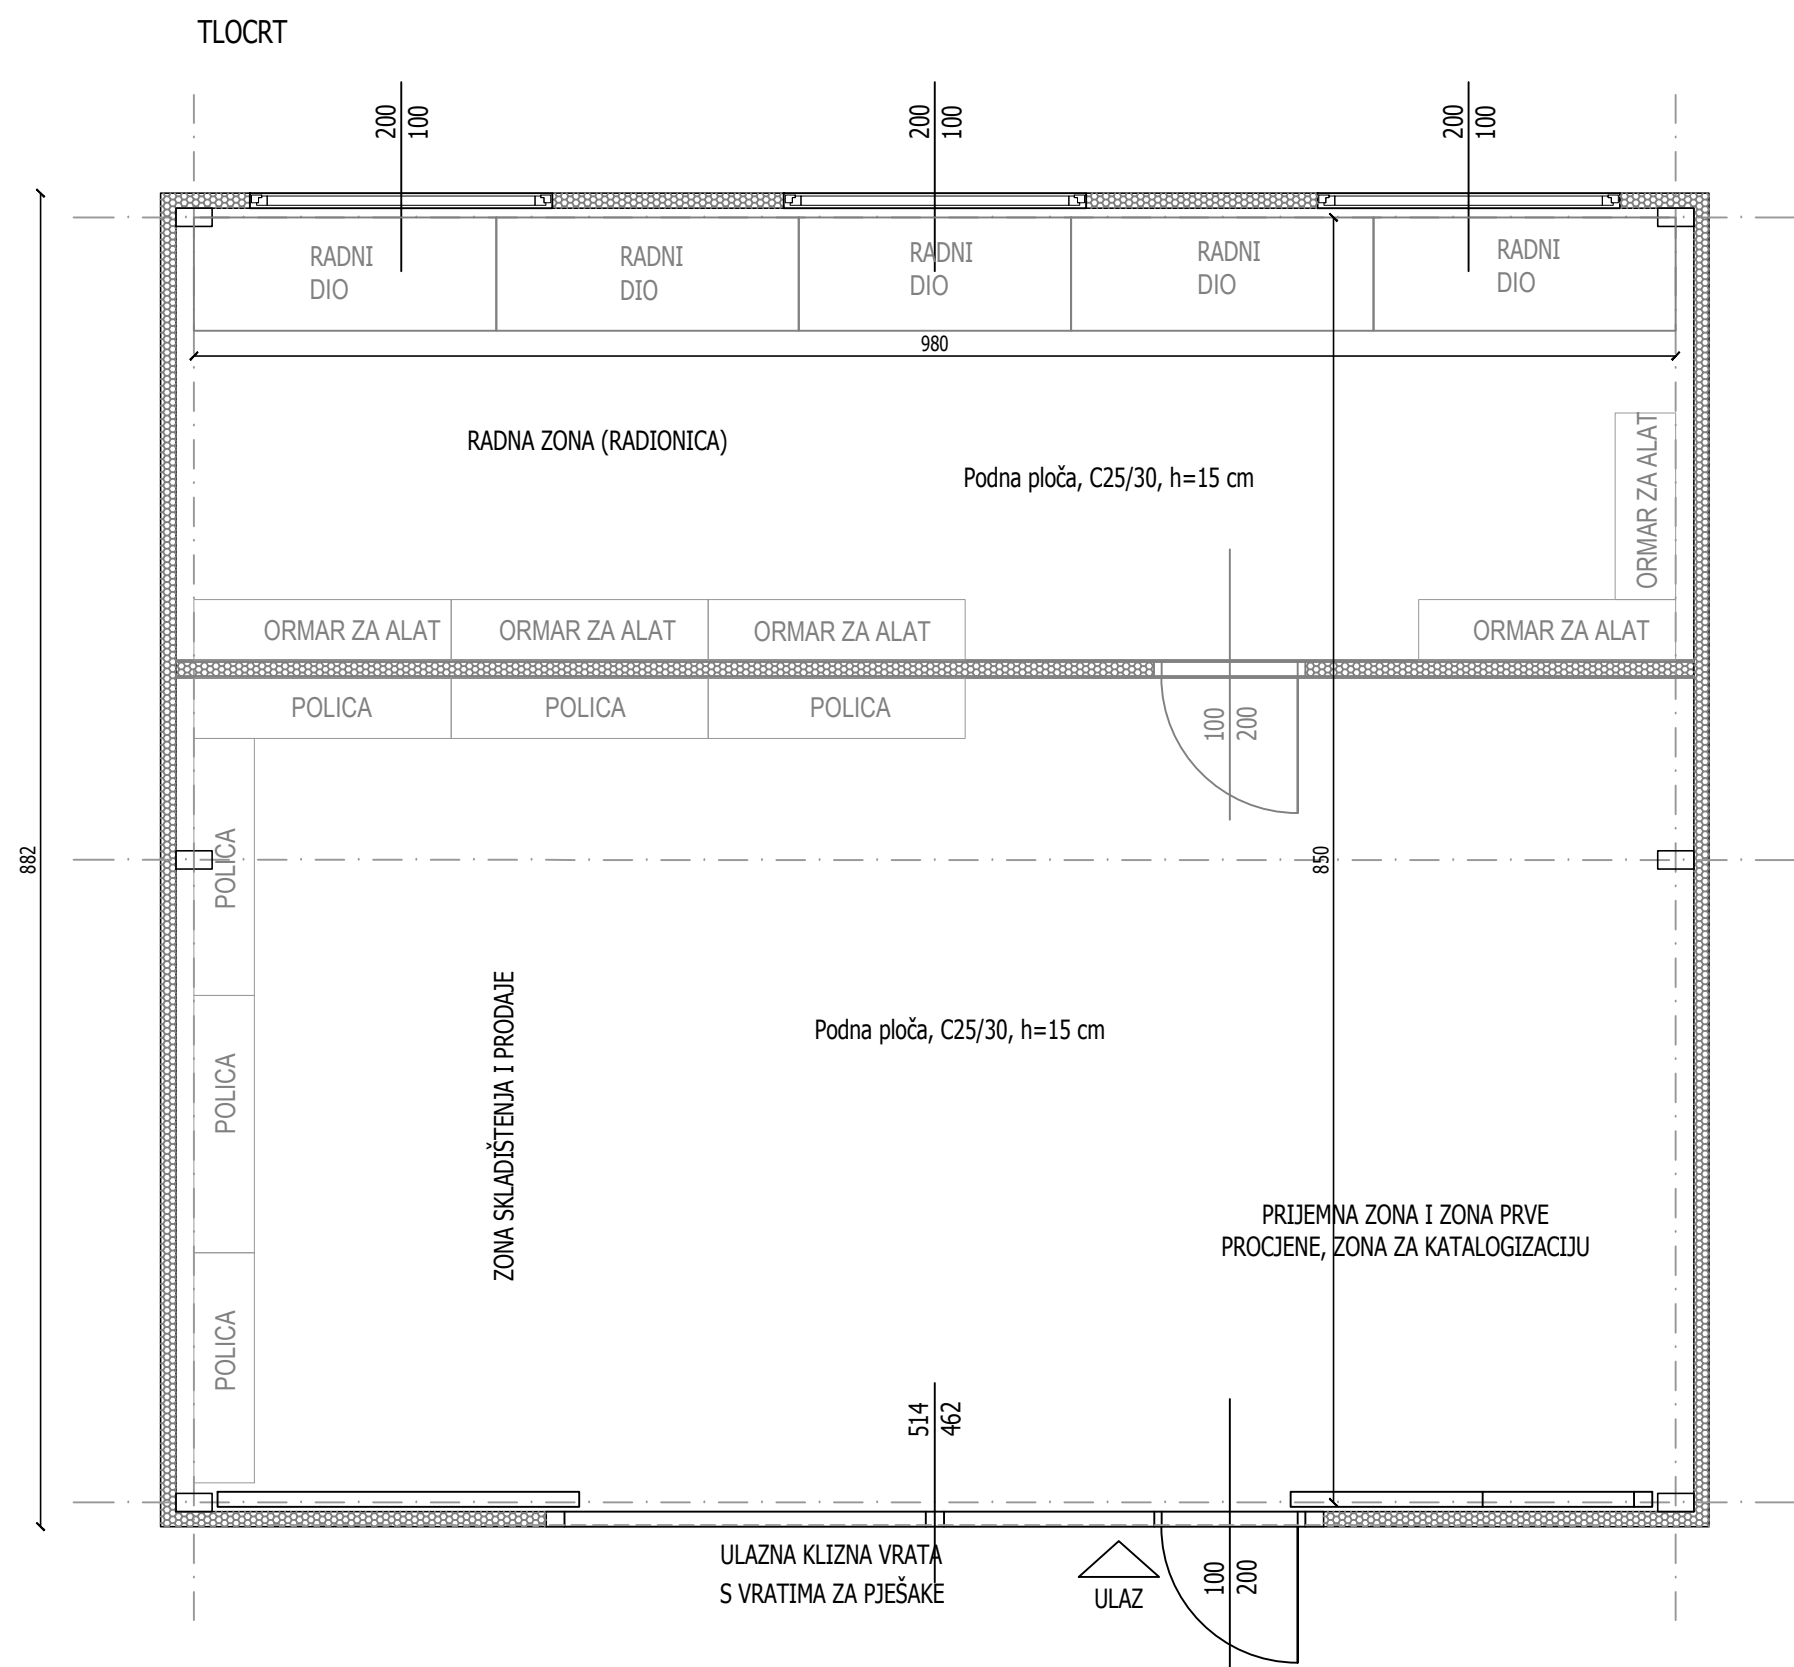 TLOCRT
200
100
200
100
200
100
RADNI
DIO
RADNI
DIO
RADNI
DIO
RADNI
DIO
RADNI
DIO
980
RADNA ZONA (RADIONICA)
Podna ploča, C25/30, h=15 cm
ORMAR ZA ALAT
ORMAR ZA ALAT
ORMAR ZA ALAT
ORMAR ZA ALAT
ORMAR ZA ALAT
POLICA
POLICA
POLICA
100
200
882
POLICA
850
POLICA
POLICA
ZONA SKLADIŠTENJA I PRODAJE
Podna ploča, C25/30, h=15 cm
PRIJEMNA ZONA I ZONA PRVE
PROCJENE, ZONA ZA KATALOGIZACIJU
514
462
ULAZNA KLIZNA VRATA
S VRATIMA ZA PJEŠAKE
ULAZ
100
200